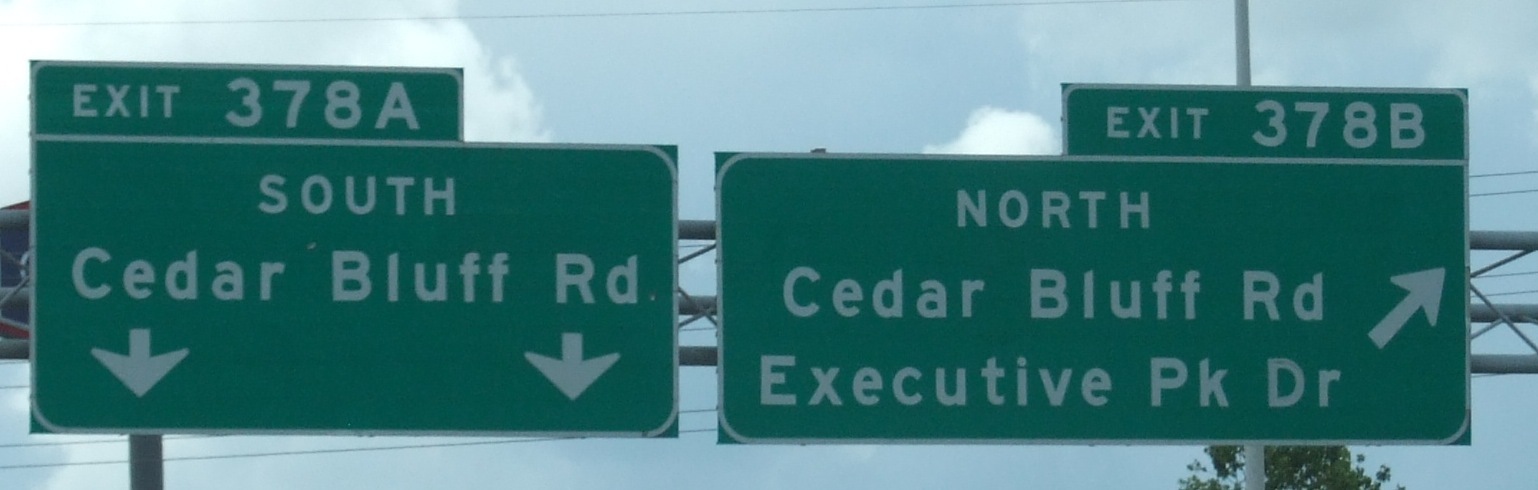 EXIT 378A
SOUTH
Cedar Bluff Rd
EXIT 378B
NORTH
Cedar Bluff Rd
Executive Pk Dr